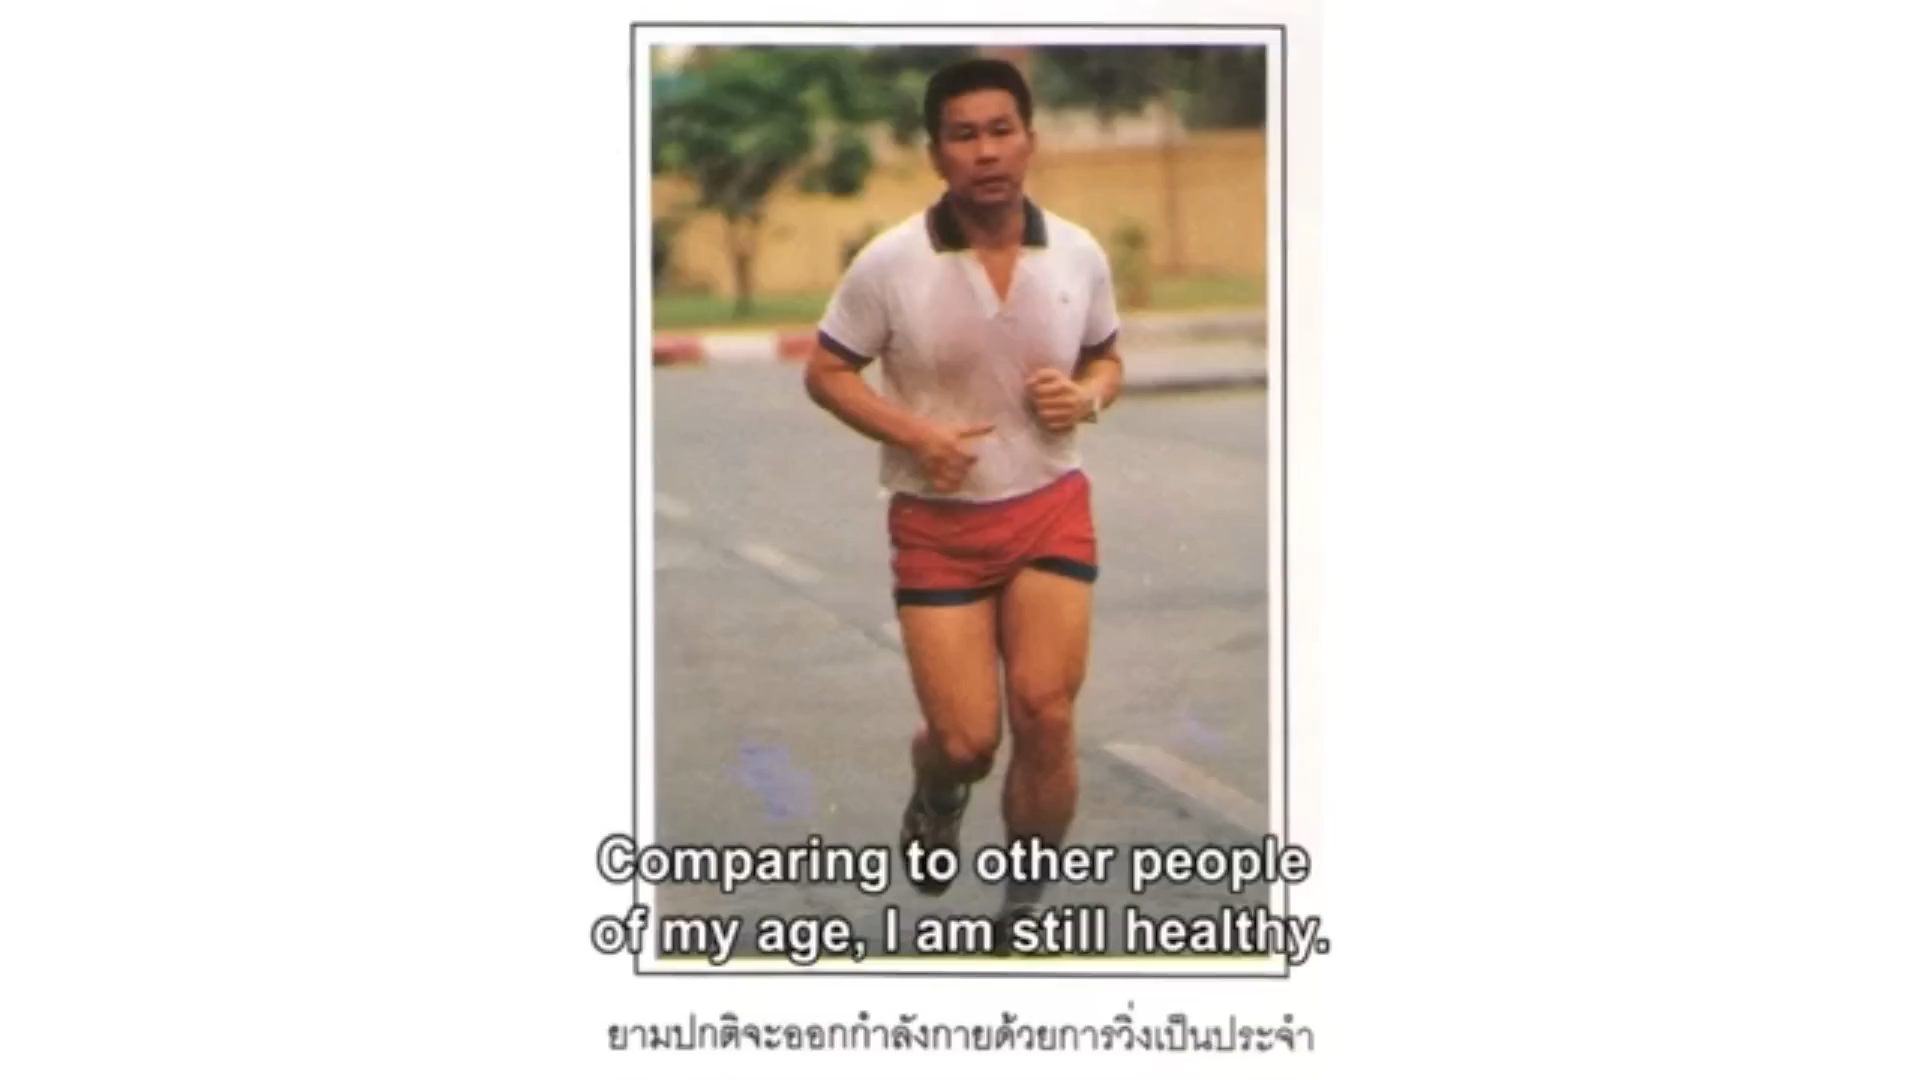 Comparing to other people
of my age, I am still healthy.
ยามปกติจะออกกำลังกายด้วยการวิ่งเป็นประจำ